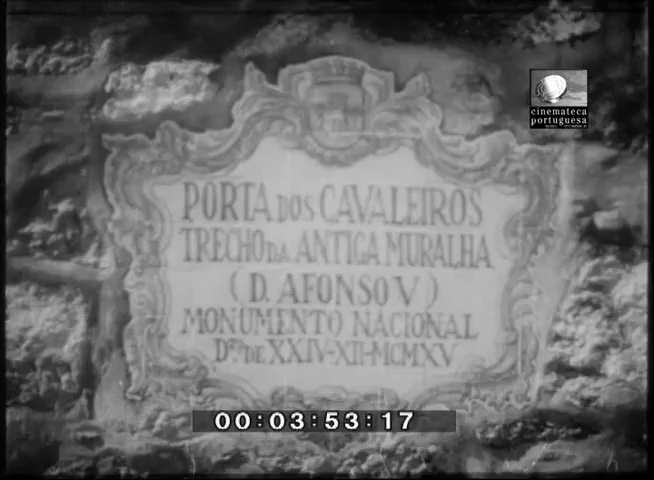 cinemateca
portuguesa
PORTA DOS CAVALEIROS
TRECHO DA ANTIGA MURALHA
(D. AFONSO V)
MONUMENTO NACIONAL
DTO DE XXIV-XII-MCMXV
00:03:53:17